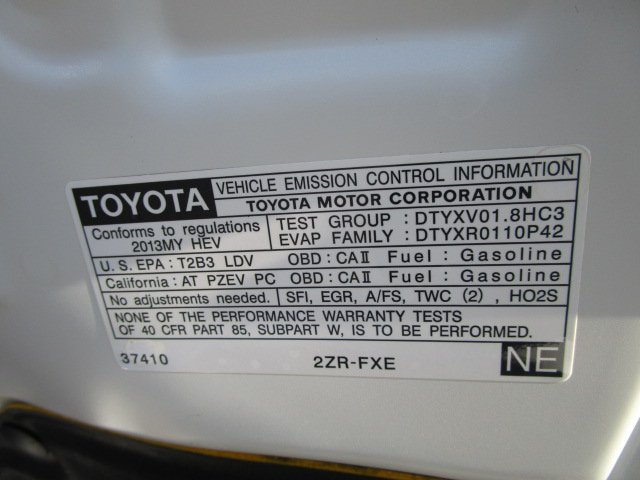 TOYOTA
VEHICLE EMISSION CONTROL INFORMATION
TOYOTA MOTOR CORPORATION
Conforms to regulations
2013MY HEV
TEST GROUP : DTYXV01.8HC3
EVAP FAMILY : DTYXR0110P42
U.S. EPA : T2B3 LDV OBD : CAⅡ Fuel : Gasoline
California : AT PZEV PC OBD : CAⅡ Fuel : Gasoline
No adjustments needed. SFI, EGR, A/FS, TWC (2) , HO2S
NONE OF THE PERFORMANCE WARRANTY TESTS
OF 40 CFR PART 85, SUBPART W, IS TO BE PERFORMED.
37410 2ZR-FXE NE